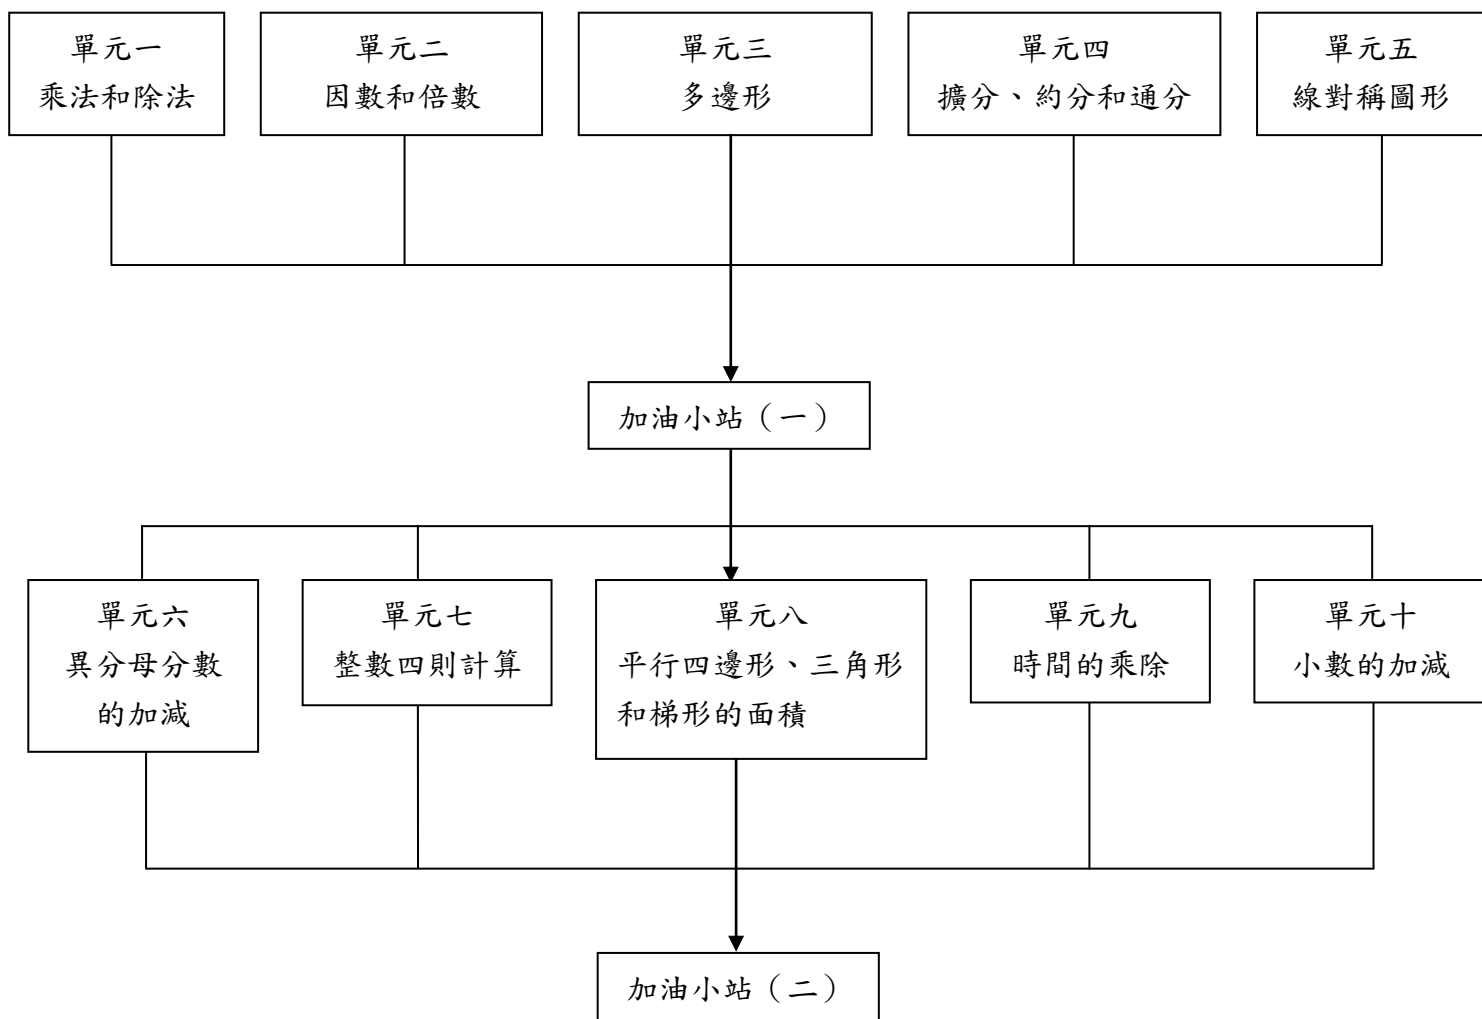 單元一
乘法和除法
單元二
因數和倍數
單元三
多邊形
單元四
擴分、約分和通分
單元五
線對稱圖形
加油小站（一）
單元六
異分母分數
的加減
單元七
整數四則計算
單元八
平行四邊形、三角形
和梯形的面積
單元九
時間的乘除
單元十
小數的加減
加油小站（二）